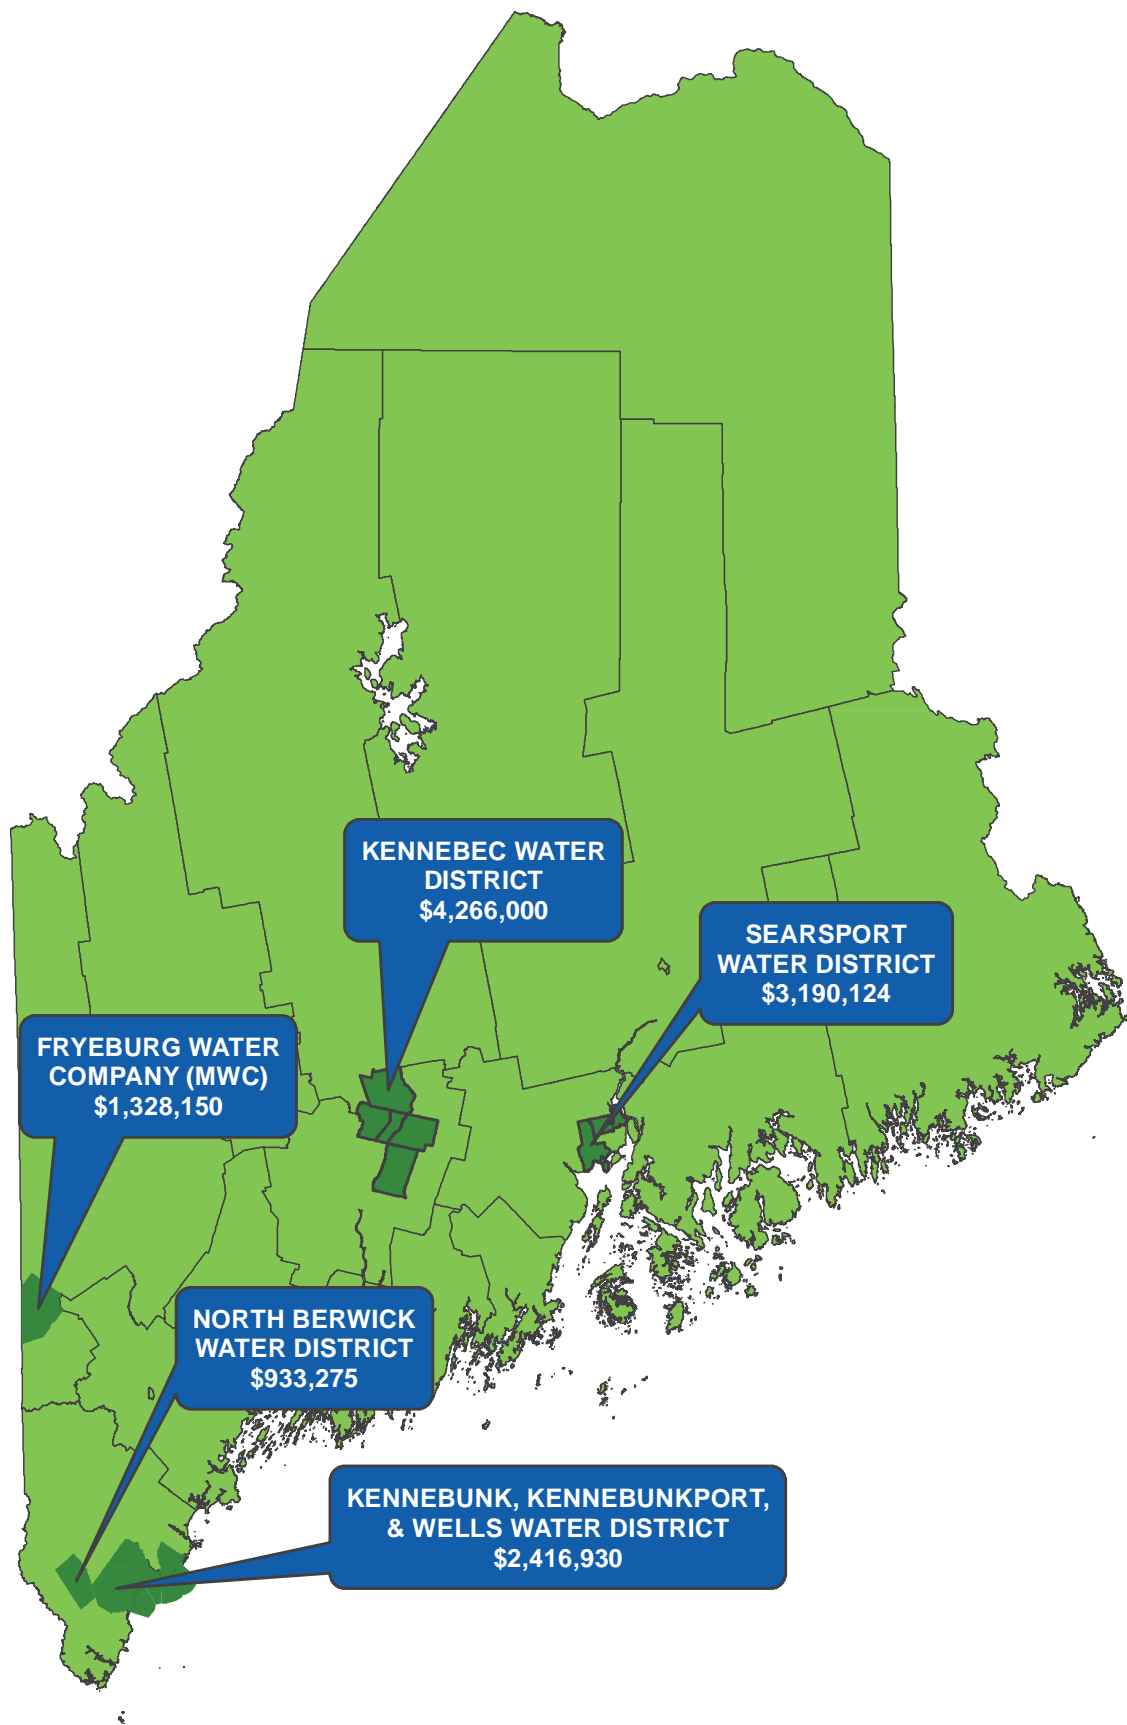 KENNEBEC WATER
DISTRICT
$4,266,000
SEARSPORT
WATER DISTRICT
$3,190,124
FRYEBURG WATER
COMPANY (MWC)
$1,328,150
NORTH BERWICK
WATER DISTRICT
$933,275
KENNEBUNK, KENNEBUNKPORT,
& WELLS WATER DISTRICT
$2,416,930